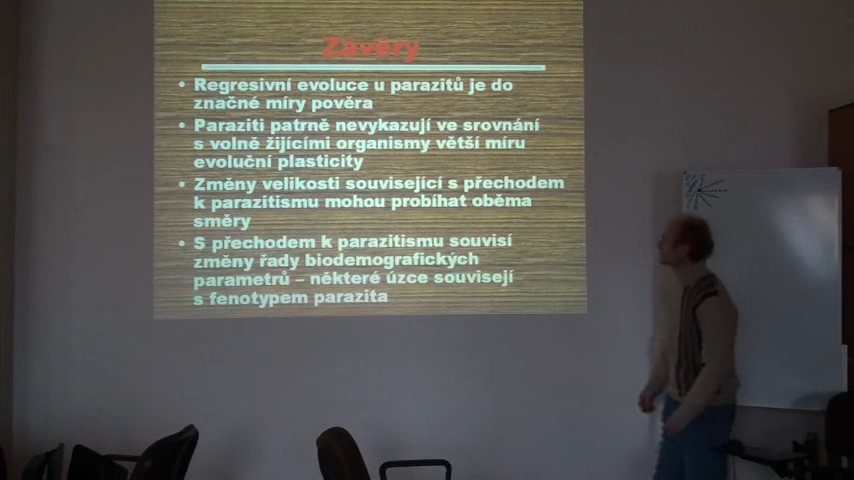 Závěry
• Regresivní evoluce u parazitů je do
značné míry pověra
• Paraziti patrně nevykazují ve srovnání
s volně žijícími organismy větší míru
evoluční plasticity
• Změny velikosti související s přechodem
k parazitismu mohou probíhat oběma
směry
• S přechodem k parazitismu souvisí
změny řady biodemografických
parametrů – některé úzce souvisejí
s fenotypem parazita